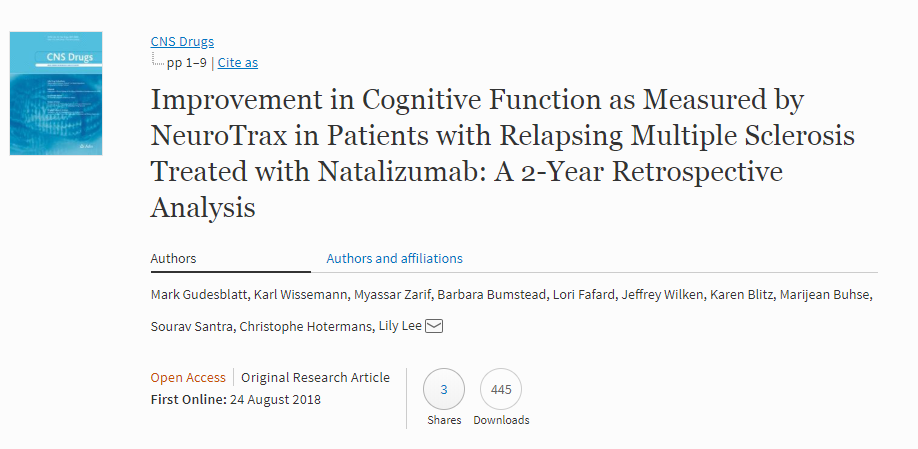 CNS Drugs
CNS Drugs
pp 1–9 | Cite as
Improvement in Cognitive Function as Measured by
NeuroTrax in Patients with Relapsing Multiple Sclerosis
Treated with Natalizumab: A 2-Year Retrospective
Analysis
Authors
Authors and affiliations
Mark Gudesblatt, Karl Wissemann, Myassar Zarif, Barbara Bumstead, Lori Fafard, Jeffrey Wilken, Karen Blitz, Marijean Buhse,
Sourav Santra, Christophe Hotermans, Lily Lee
Open Access | Original Research Article
First Online: 24 August 2018
3
Shares
445
Downloads